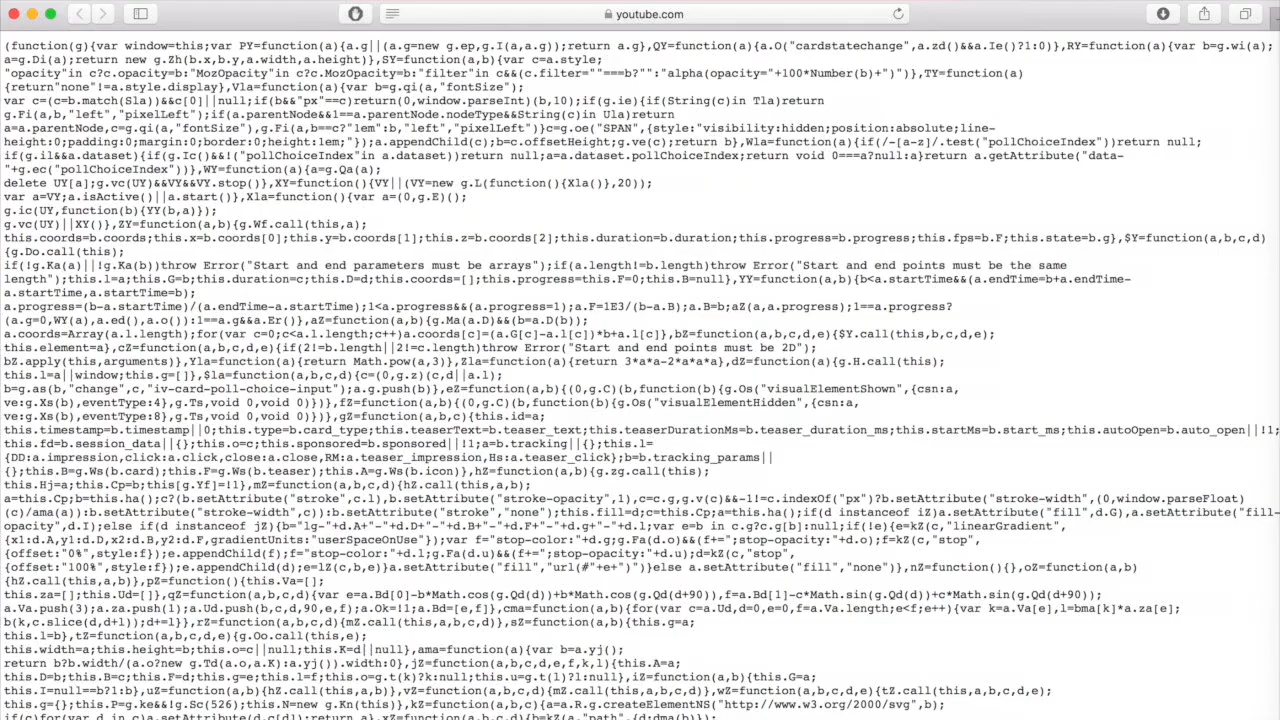 youtube.com
(function(g){var window=this;var PY=function(a){a.g||(a.g=new g.ep,g.I(a,a.g));return a.g},QY=function(a){a.O("cardstatechange",a.zd()&&a.Ie()?1:0)},RY=function(a){var b=g.wi(a);
a=g.Di(a);return new g.Zh(b.x,b.y,a.width,a.height)},SY=function(a,b){var c=a.style;
"opacity"in c?c.opacity=b:"MozOpacity"in c?c.MozOpacity=b:"filter"in c&&(c.filter=""===b?"":"alpha(opacity="+100*Number(b)+")")},TY=function(a)
{return"none"!=a.style.display},Vla=function(a){var b=g.qi(a,"fontSize");
var c=(c=b.match(Sla))&&c[0]||null;if(b&&"px"==c)return(0,window.parseInt)(b,10);if(g.ie){if(String(c)in Tla)return
g.Fi(a,b,"left","pixelLeft");if(a.parentNode&&1==a.parentNode.nodeType&&String(c)in Ula)return
a=a.parentNode,c=g.qi(a,"fontSize"),g.Fi(a,b==c?"1em":b,"left","pixelLeft")}c=g.oe("SPAN",{style:"visibility:hidden;position:absolute;line-
height:0;padding:0;margin:0;border:0;height:1em;"});a.appendChild(c);b=c.offsetHeight;g.ve(c);return b},Wla=function(a){if(/-[a-z]/.test("pollChoiceIndex"))return null;
if(g.il&&a.dataset){if(g.Ic()&&!("pollChoiceIndex"in a.dataset))return null;a=a.dataset.pollChoiceIndex;return void 0===a?null:a}return a.getAttribute("data-
"+g.ec("pollChoiceIndex"))},WY=function(a){a=g.Qa(a);
delete UY[a];g.vc(UY)&&VY&&VY.stop()},XY=function(){VY||(VY=new g.L(function(){Xla()},20));
var a=VY;a.isActive()||a.start()},Xla=function(){var a=(0,g.E)();
g.ic(UY,function(b){YY(b,a)});
g.vc(UY)||XY()},ZY=function(a,b){g.Wf.call(this,a);
this.coords=b.coords;this.x=b.coords[0];this.y=b.coords[1];this.z=b.coords[2];this.duration=b.duration;this.progress=b.progress;this.fps=b.F;this.state=b.g},$Y=function(a,b,c,d)
{g.Do.call(this);
if(!g.Ka(a)||!g.Ka(b))throw Error("Start and end parameters must be arrays");if(a.length!=b.length)throw Error("Start and end points must be the same
length");this.l=a;this.G=b;this.duration=c;this.D=d;this.coords=[];this.progress=this.F=0;this.B=null},YY=function(a,b){b<a.startTime&&(a.endTime=b+a.endTime-
a.startTime,a.startTime=b);
a.progress=(b-a.startTime)/(a.endTime-a.startTime);1<a.progress&&(a.progress=1);a.F=1E3/(b-a.B);a.B=b;aZ(a,a.progress);1==a.progress?
(a.g=0,WY(a),a.ed(),a.o()):1==a.g&&a.Er()},aZ=function(a,b){g.Ma(a.D)&&(b=a.D(b));
a.coords=Array(a.l.length);for(var c=0;c<a.l.length;c++)a.coords[c]=(a.G[c]-a.l[c])*b+a.l[c]},bZ=function(a,b,c,d,e){$Y.call(this,b,c,d,e);
this.element=a},cZ=function(a,b,c,d,e){if(2!=b.length||2!=c.length)throw Error("Start and end points must be 2D");
bZ.apply(this,arguments)},Yla=function(a){return Math.pow(a,3)},Zla=function(a){return 3*a*a-2*a*a*a},dZ=function(a){g.H.call(this);
this.l=a||window;this.g=[]},$la=function(a,b,c,d){c=(0,g.z)(c,d||a.l);
b=g.as(b,"change",c,"iv-card-poll-choice-input");a.g.push(b)},eZ=function(a,b){(0,g.C)(b,function(b){g.Os("visualElementShown",{csn:a,
ve:g.Xs(b),eventType:4},g.Ts,void 0,void 0)})},fZ=function(a,b){(0,g.C)(b,function(b){g.Os("visualElementHidden",{csn:a,
ve:g.Xs(b),eventType:8},g.Ts,void 0,void 0)})},gZ=function(a,b,c){this.id=a;
this.timestamp=b.timestamp||0;this.type=b.card_type;this.teaserText=b.teaser_text;this.teaserDurationMs=b.teaser_duration_ms;this.startMs=b.start_ms;this.autoOpen=b.auto_open||!1;
this.fd=b.session_data||{};this.o=c;this.sponsored=b.sponsored||!1;a=b.tracking||{};this.l=
{DD:a.impression,click:a.click,close:a.close,RM:a.teaser_impression,Hs:a.teaser_click};b=b.tracking_params||
{};this.B=g.Ws(b.card);this.F=g.Ws(b.teaser);this.A=g.Ws(b.icon)},hZ=function(a,b){g.zg.call(this);
this.Hj=a;this.Cp=b;this[g.Yf]=!1},mZ=function(a,b,c,d){hZ.call(this,a,b);
a=this.Cp;b=this.ha();c?(b.setAttribute("stroke",c.l),b.setAttribute("stroke-opacity",1),c=c.g,g.v(c)&&-1!=c.indexOf("px")?b.setAttribute("stroke-width",(0,window.parseFloat)
(c)/ama(a)):b.setAttribute("stroke-width",c)):b.setAttribute("stroke","none");this.fill=d;c=this.Cp;a=this.ha();if(d instanceof iZ)a.setAttribute("fill",d.G),a.setAttribute("fill-
opacity",d.I);else if(d instanceof jZ){b="lg-"+d.A+"-"+d.D+"-"+d.B+"-"+d.F+"-"+d.g+"-"+d.l;var e=b in c.g?c.g[b]:null;if(!e){e=kZ(c,"linearGradient",
{x1:d.A,y1:d.D,x2:d.B,y2:d.F,gradientUnits:"userSpaceOnUse"});var f="stop-color:"+d.g;g.Fa(d.o)&&(f+=";stop-opacity:"+d.o);f=kZ(c,"stop",
{offset:"0%",style:f});e.appendChild(f);f="stop-color:"+d.l;g.Fa(d.u)&&(f+=";stop-opacity:"+d.u);d=kZ(c,"stop",
{offset:"100%",style:f});e.appendChild(d);e=lZ(c,b,e)}a.setAttribute("fill","url(#"+e+")")}else a.setAttribute("fill","none")},nZ=function(){},oZ=function(a,b)
{hZ.call(this,a,b)},pZ=function(){this.Va=[];
this.za=[];this.Ud=[]},qZ=function(a,b,c,d){var e=a.Bd[0]-b*Math.cos(g.Qd(d))+b*Math.cos(g.Qd(d+90)),f=a.Bd[1]-c*Math.sin(g.Qd(d))+c*Math.sin(g.Qd(d+90));
a.Va.push(3);a.za.push(1);a.Ud.push(b,c,d,90,e,f);a.Ok=!1;a.Bd=[e,f]},cma=function(a,b){for(var c=a.Ud,d=0,e=0,f=a.Va.length;e<f;e++){var k=a.Va[e],l=bma[k]*a.za[e];
b(k,c.slice(d,d+l));d+=l}},rZ=function(a,b,c,d){mZ.call(this,a,b,c,d)},sZ=function(a,b){this.g=a;
this.l=b},tZ=function(a,b,c,d,e){g.Oo.call(this,e);
this.width=a;this.height=b;this.o=c||null;this.K=d||null},ama=function(a){var b=a.yj();
return b?b.width/(a.o?new g.Td(a.o,a.K):a.yj()).width:0},jZ=function(a,b,c,d,e,f,k,l){this.A=a;
this.D=b;this.B=c;this.F=d;this.g=e;this.l=f;this.o=g.t(k)?k:null;this.u=g.t(l)?l:null},iZ=function(a,b){this.G=a;
this.I=null==b?1:b},uZ=function(a,b){hZ.call(this,a,b)},vZ=function(a,b,c,d){mZ.call(this,a,b,c,d)},wZ=function(a,b,c,d,e){tZ.call(this,a,b,c,d,e);
this.g={};this.P=g.ke&&!g.Sc(526);this.N=new g.Kn(this)},kZ=function(a,b,c){a=a.R.g.createElementNS("http://www.w3.org/2000/svg",b);
if(c)for(var d in c)a.setAttribute(d,c[d]);return a},xZ=function(a,b,c,d){b=kZ(a,"path",{d:dma(b)});